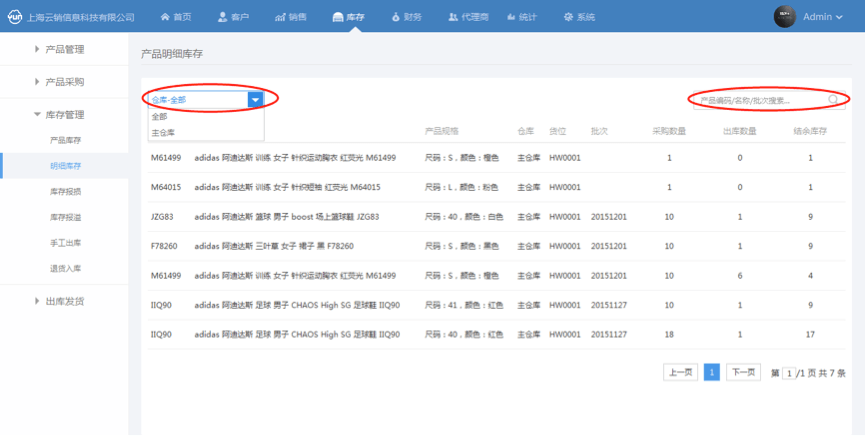 yun 上海云销信息科技有限公司 首页 客户 销售 库存 财务 代理商 统计 系统 Admin
产品管理
产品采购
库存管理
产品库存
明细库存
库存报损
库存报溢
手工出库
退货入库
出库发货
产品明细库存
仓库-全部
全部
主仓库
产品编码/名称/批次搜索...
产品规格 仓库 货位 批次 采购数量 出库数量 结余库存
M61499 adidas 阿迪达斯 训练 女子 针织运动胸衣 红荧光 M61499 尺码：S，颜色：橙色 主仓库 HW0001 1 0 1
M64015 adidas 阿迪达斯 训练 女子 针织短袖 红荧光 M64015 尺码：L，颜色：粉色 主仓库 HW0001 1 0 1
JZG83 adidas 阿迪达斯 篮球 男子 boost 场上篮球鞋 JZG83 尺码：40，颜色：白色 主仓库 HW0001 20151201 10 1 9
F78260 adidas 阿迪达斯 三叶草 女子 裙子 黑 F78260 尺码：S，颜色：黑色 主仓库 HW0001 20151201 10 1 9
M61499 adidas 阿迪达斯 训练 女子 针织运动胸衣 红荧光 M61499 尺码：S，颜色：橙色 主仓库 HW0001 20151201 10 6 4
IIQ90 adidas 阿迪达斯 足球 男子 CHAOS High SG 足球鞋 IIQ90 尺码：41，颜色：红色 主仓库 HW0001 20151127 10 1 9
IIQ90 adidas 阿迪达斯 足球 男子 CHAOS High SG 足球鞋 IIQ90 尺码：40，颜色：红色 主仓库 HW0001 20151127 18 1 17
上一页 1 下一页 第 1 /1 页 共 7 条